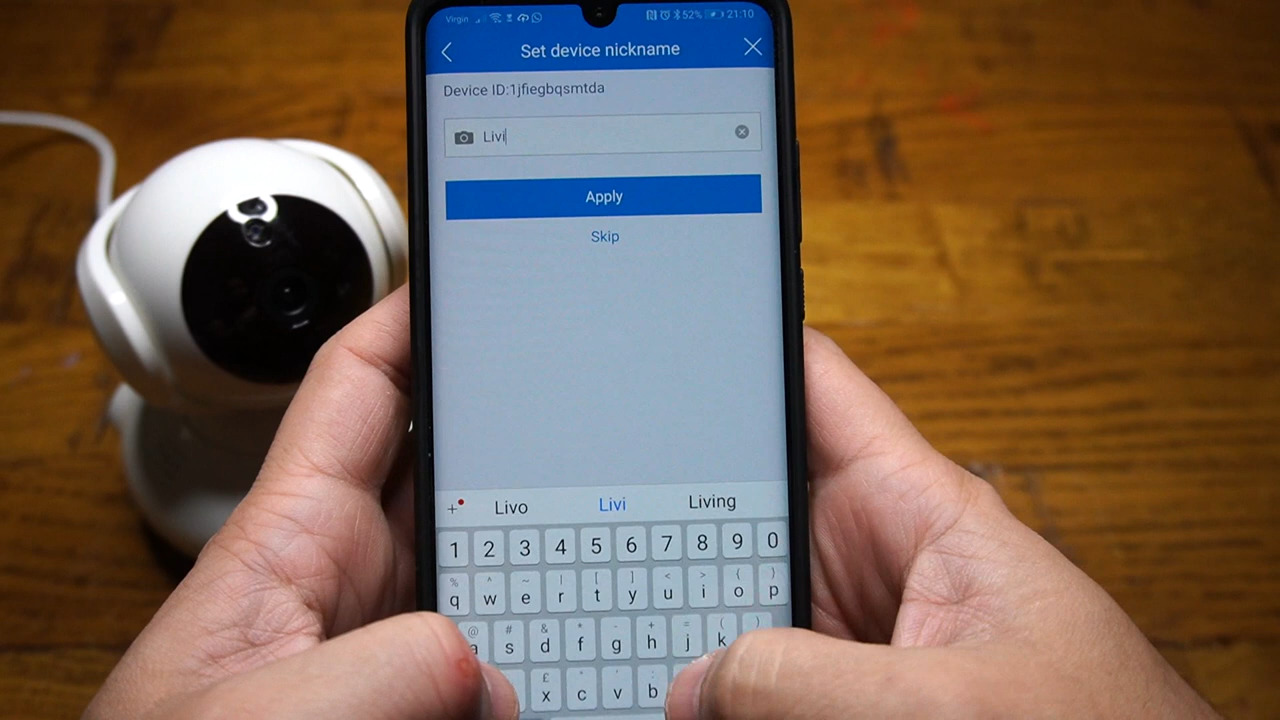 Virgin 52% 21:10
Set device nickname
Device ID:1jfiegbqsmtda
Livi
Apply
Skip
+ Livo Livi Living
1 2 3 4 5 6 7 8 9 0
% ^ ~ | [ ] < > { }
q w e r t y u i o p
@ # & * - + = ( )
a s d f g h j k
£ " ' :
x c v b